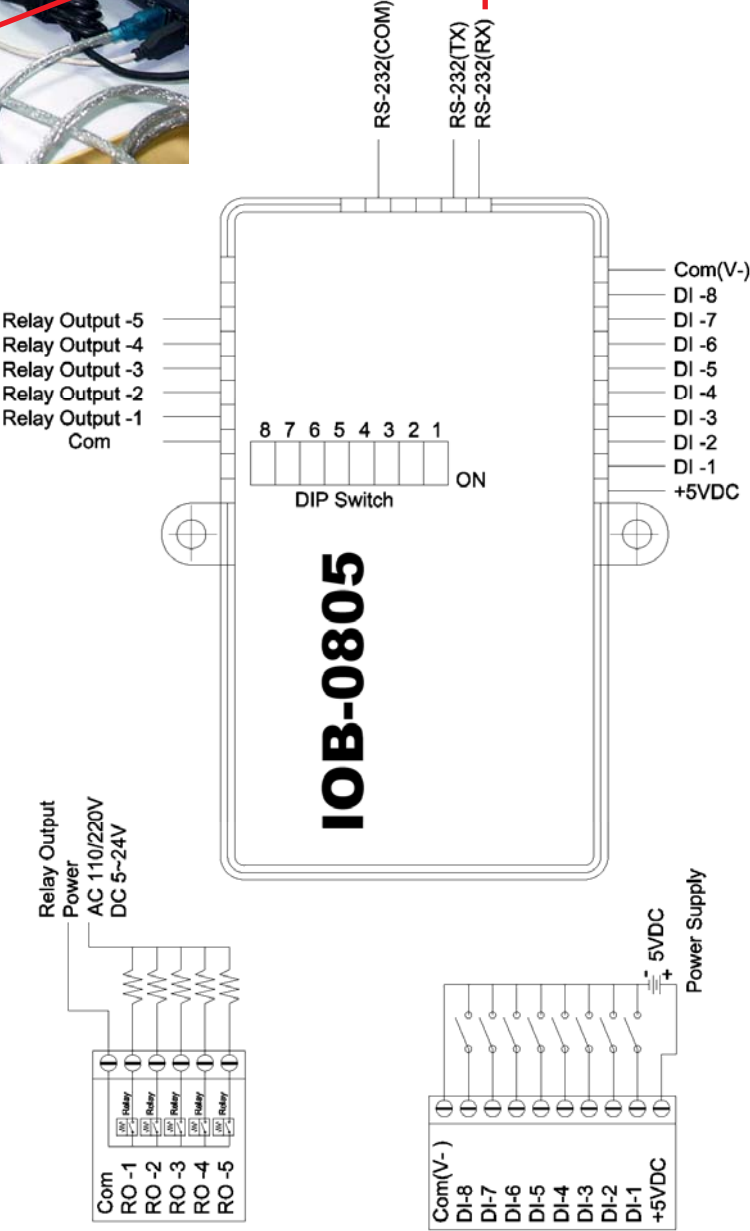 RS-232(COM)
RS-232(TX)
RS-232(RX)
Com(V-)
DI -8
DI -7
DI -6
DI -5
DI -4
DI -3
DI -2
DI -1
+5VDC
Relay Output -5
Relay Output -4
Relay Output -3
Relay Output -2
Relay Output -1
Com
8 7 6 5 4 3 2 1
ON
DIP Switch
IOB-0805
Relay Output
Power
AC 110/220V
DC 5~24V
Relay
Relay
Relay
Relay
Relay
Com
RO -1
RO -2
RO -3
RO -4
RO -5
- 5VDC
+
Power Supply
Com(V- )
DI-8
DI-7
DI-6
DI-5
DI-4
DI-3
DI-2
DI-1
+5VDC